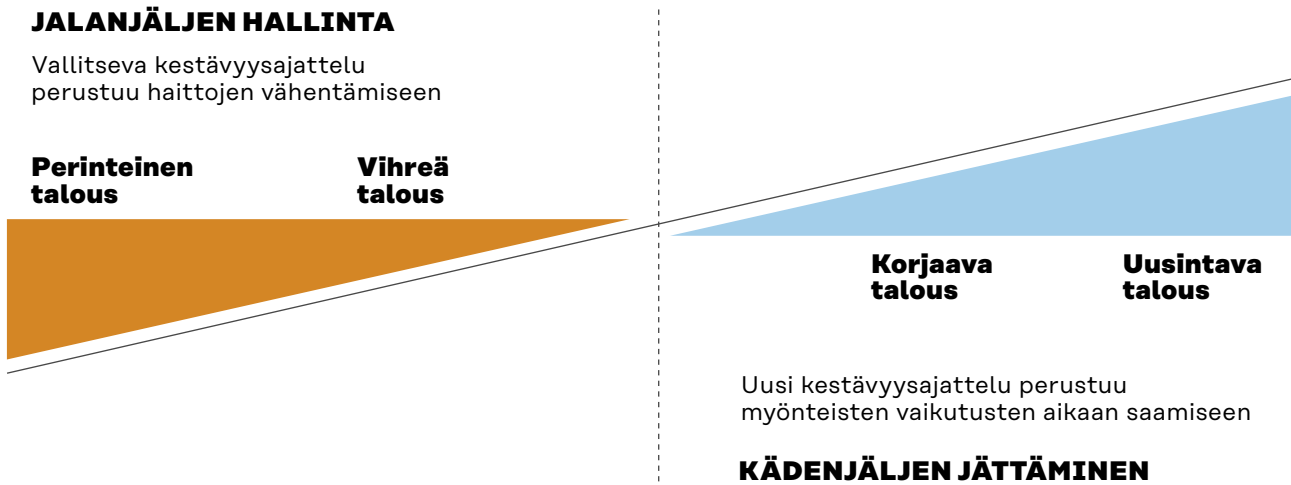 JALANJÄLJEN HALLINTA
Vallitseva kestävyysajattelu
perustuu haittojen vähentämiseen
Perinteinen
talous
Vihreä
talous
Korjaava
talous
Uusintava
talous
Uusi kestävyysajattelu perustuu
myönteisten vaikutusten aikaan saamiseen
KÄDENJÄLJEN JÄTTÄMINEN